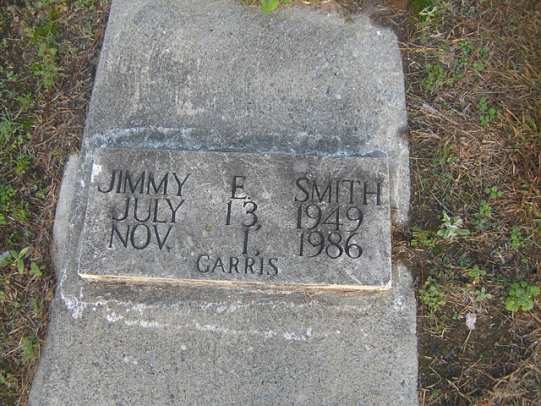 JIMMY E. SMITH
JULY 13, 1949
NOV. 1, 1986
GARRIS